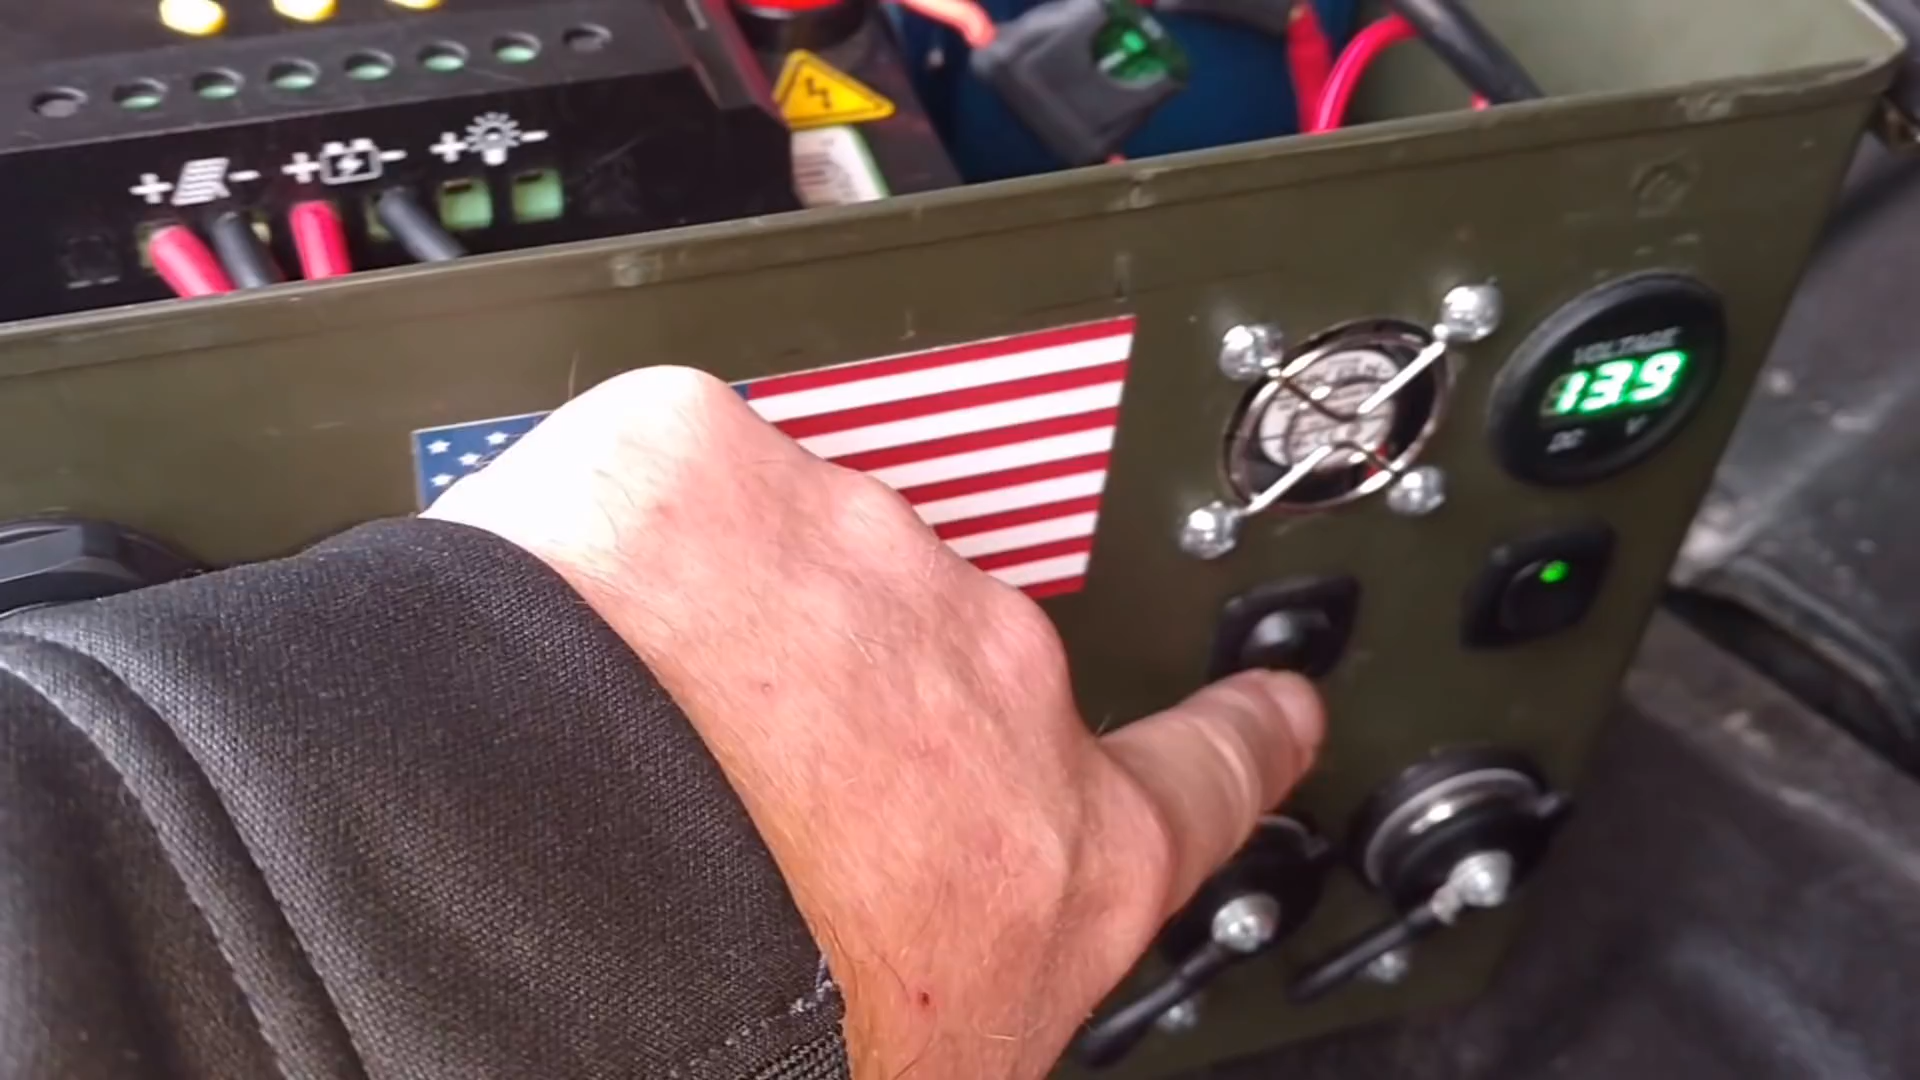 + - + - + -
VOLTAGE
13.9
DC V